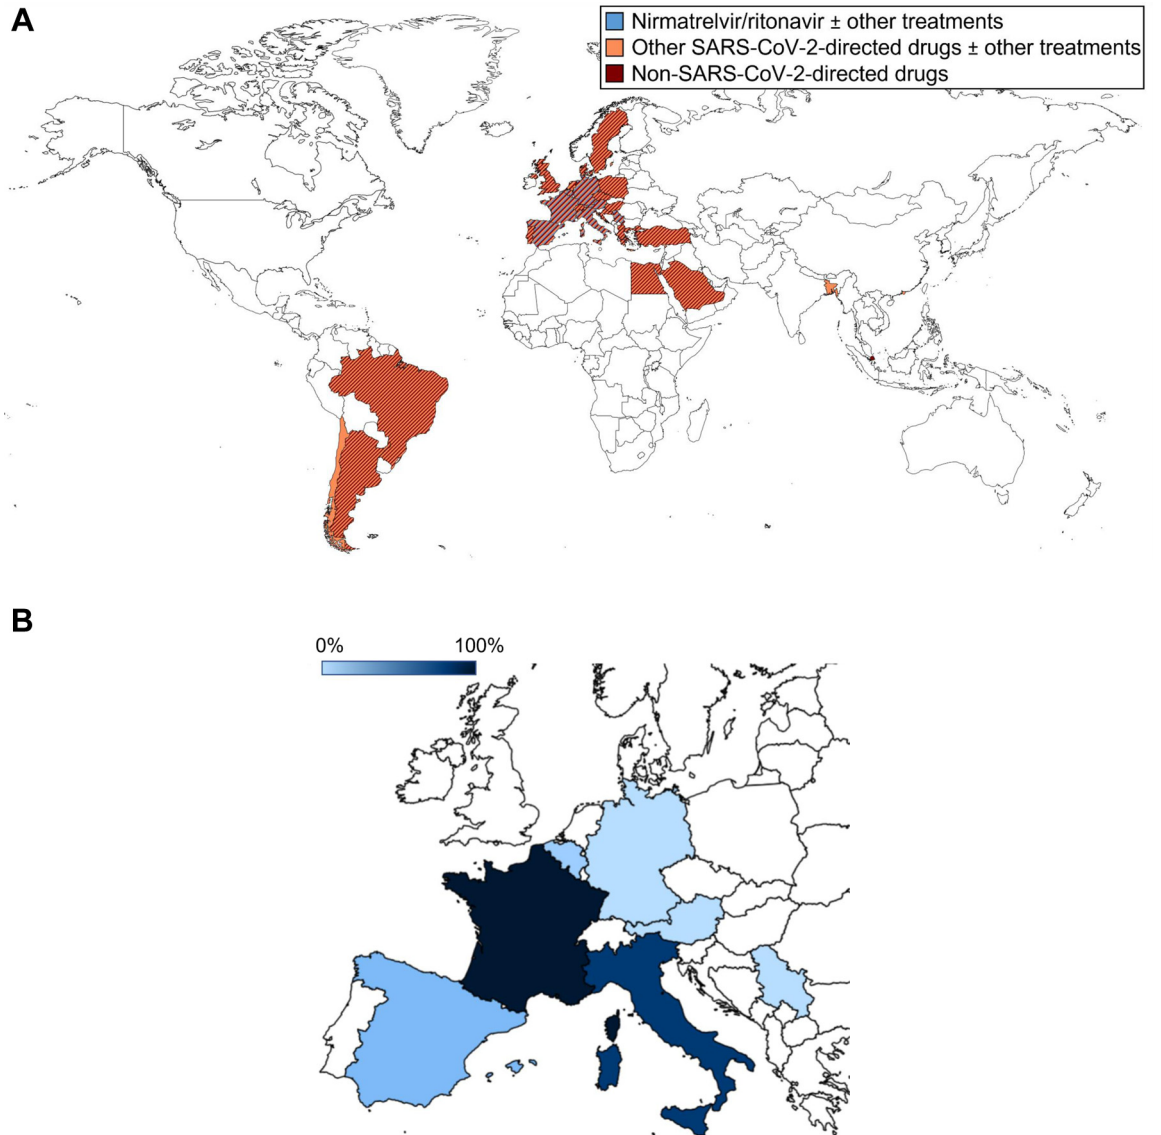 A
Nirmatrelvir/ritonavir ± other treatments
Other SARS-CoV-2-directed drugs ± other treatments
Non-SARS-CoV-2-directed drugs
B
0% 100%